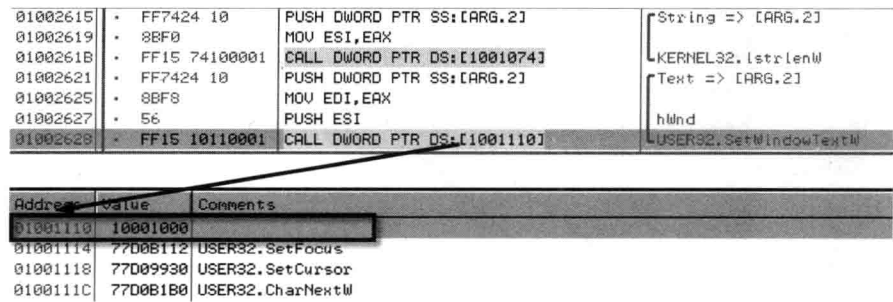 01002615 · FF7424 10 PUSH DWORD PTR SS:[ARG.2] String => [ARG.2]
01002619 · 8BF0 MOV ESI,EAX
0100261B · FF15 74100001 CALL DWORD PTR DS:[1001074] KERNEL32.lstrlenW
01002621 · FF7424 10 PUSH DWORD PTR SS:[ARG.2] Text => [ARG.2]
01002625 · 8BF8 MOV EDI,EAX
01002627 · 56 PUSH ESI hWnd
01002628 · FF15 10110001 CALL DWORD PTR DS:[1001110] USER32.SetWindowTextW
Address Value Comments
01001110 10001000
01001114 77D0B112 USER32.SetFocus
01001118 77D09930 USER32.SetCursor
0100111C 77D0B1B0 USER32.CharNextW